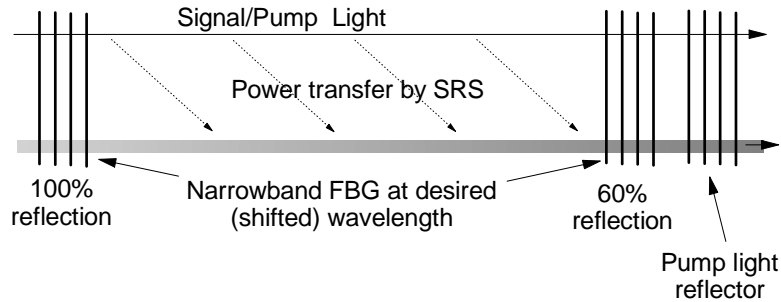 Signal/Pump Light
Power transfer by SRS
100%
reflection
Narrowband FBG at desired
(shifted) wavelength
60%
reflection
Pump light
reflector